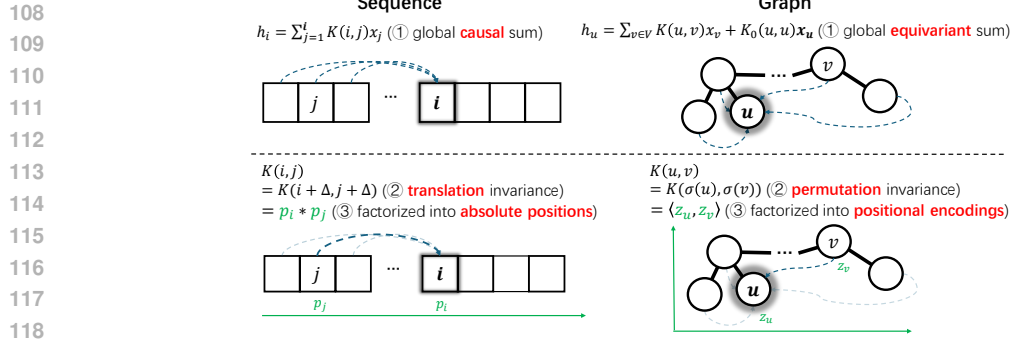 108
109
110
111
112
113
114
115
116
117
118
Sequence
h_i = ∑_{j=1}^{i} K(i, j)x_j (① global causal sum)
j
...
i
K(i, j)
= K(i + Δ, j + Δ) (② translation invariance)
= p_i * p_j (③ factorized into absolute positions)
j
...
i
p_j
p_i
Graph
h_u = ∑_{v∈V} K(u, v)x_v + K_0(u, u)x_u (① global equivariant sum)
...
v
u
K(u, v)
= K(σ(u), σ(v)) (② permutation invariance)
= ⟨z_u, z_v⟩ (③ factorized into positional encodings)
...
v
z_v
u
z_u